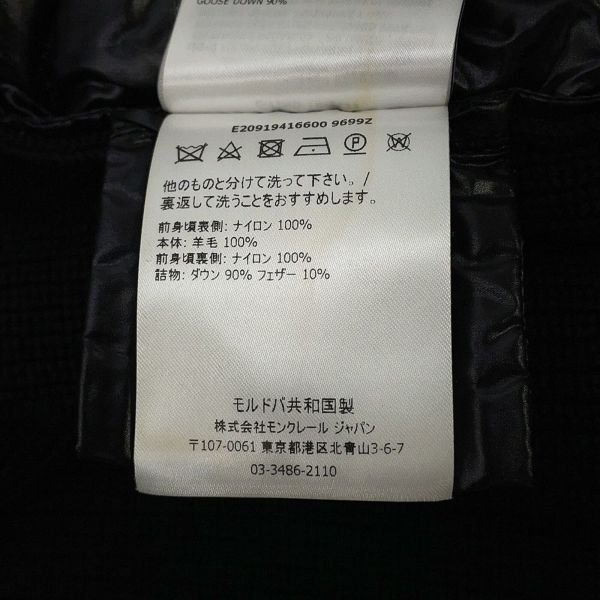 GOOSE DOWN 90%
E20919416600 9699Z
P
他のものと分けて洗って下さい。/
裏返して洗うことをおすすめします。
前身頃表側: ナイロン 100%
本体: 羊毛 100%
前身頃裏側: ナイロン 100%
詰物: ダウン 90% フェザー 10%
モルドバ共和国製
株式会社モンクレール ジャパン
〒107-0061 東京都港区北青山3-6-7
03-3486-2110